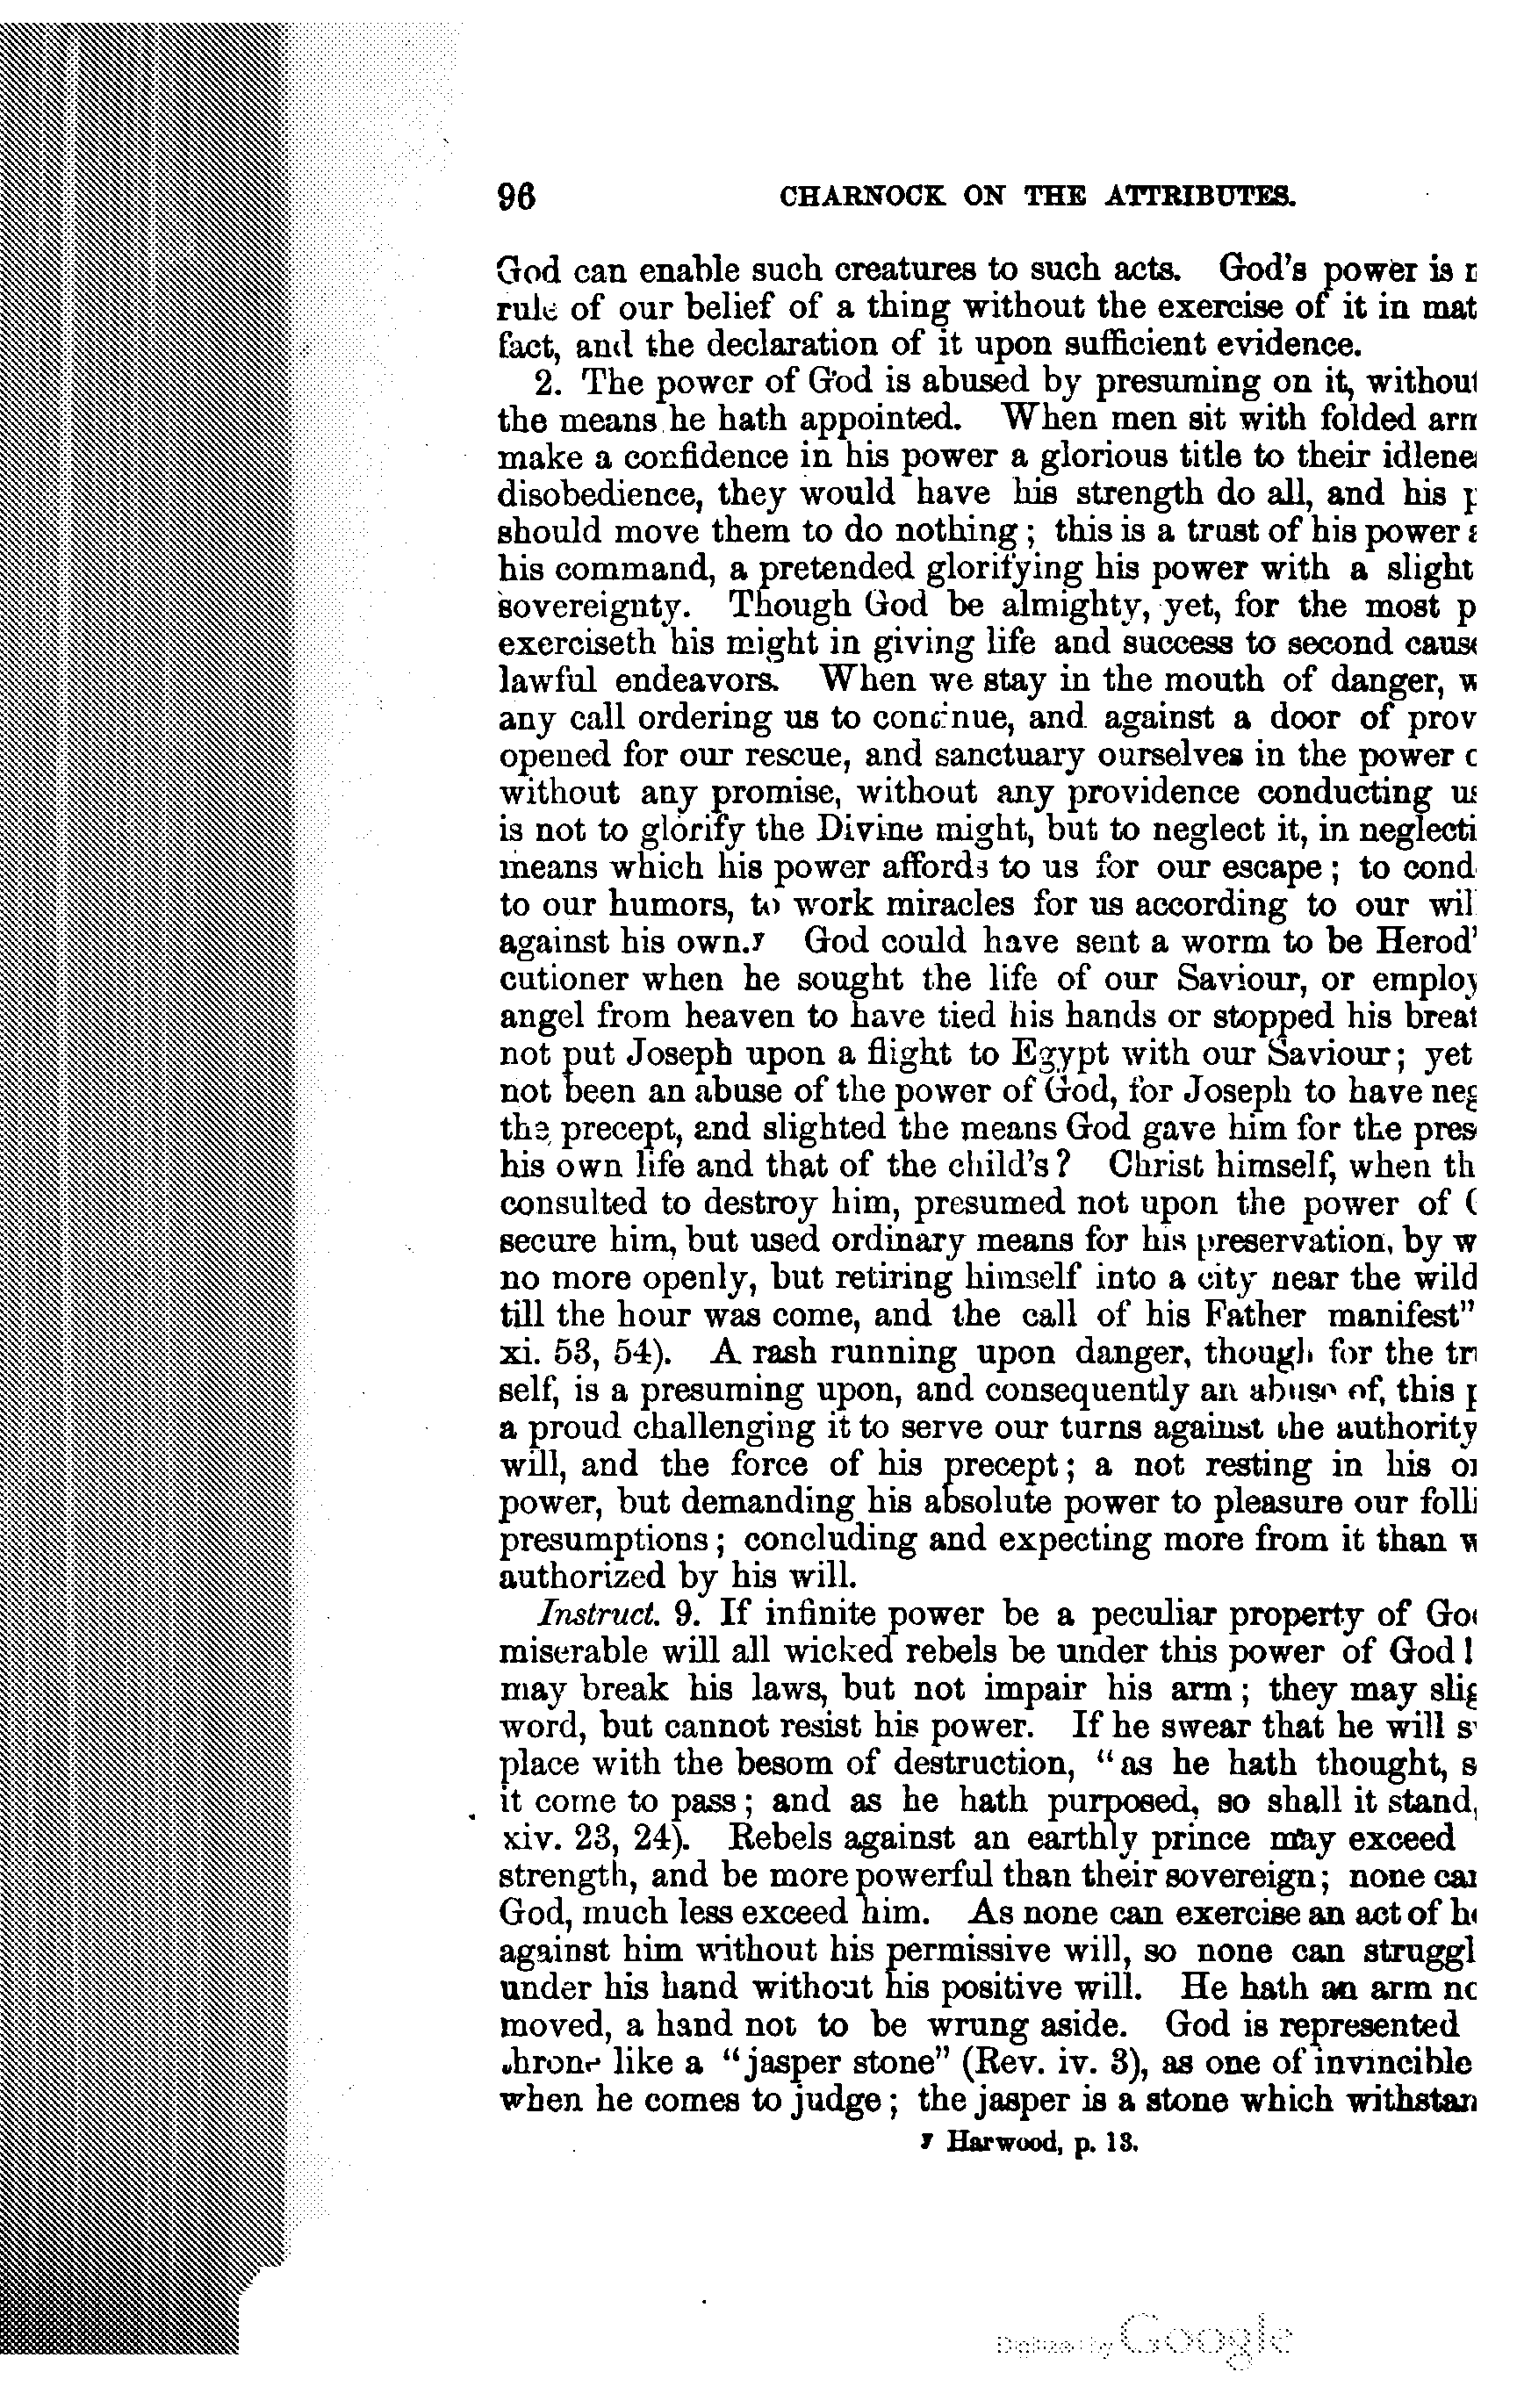 96 CHARNOCK ON THE ATTRIBUTES.
God can enable such creatures to such acts. God's power is
rule of our belief of a thing without the exercise of it in mat
fact, and the declaration of it upon sufficient evidence.
2. The power of God is abused by presuming on it, without
the means he hath appointed. When men sit with folded
make a confidence in his power a glorious title to their idlene
disobedience, they would have his strength do all, and his
should move them to do nothing; this is a trust of his power
his command, a pretended glorifying his power with a slight
sovereignty. Though God be almighty, yet, for the most p
exerciseth his might in giving life and success to second caus
lawful endeavors. When we stay in the mouth of danger,
any call ordering us to continue, and against a door of prov
opened for our rescue, and sanctuary ourselves in the power
without any promise, without any providence conducting us
is not to glorify the Divine might, but to neglect it, in neglecti
means which his power affords to us for our escape; to cond
to our humors, to work miracles for us according to our wil
against his own.y God could have sent a worm to be Herod'
cutioner when he sought the life of our Saviour, or employ
angel from heaven to have tied his hands or stopped his breat
not put Joseph upon a flight to Egypt with our Saviour; yet
not been an abuse of the power of God, for Joseph to have neg
the precept, and slighted the means God gave him for the pres
his own life and that of the child's? Christ himself, when th
consulted to destroy him, presumed not upon the power of
secure him, but used ordinary means for his preservation, by w
no more openly, but retiring himself into a city near the wild
till the hour was come, and the call of his Father manifest"
xi. 53, 54). A rash running upon danger, though for the
self, is a presuming upon, and consequently an abuse of, this
a proud challenging it to serve our turns against the authority
will, and the force of his precept; a not resting in his
power, but demanding his absolute power to pleasure our folli
presumptions; concluding and expecting more from it than
authorized by his will.
Instruct. 9. If infinite power be a peculiar property of God
miserable will all wicked rebels be under this power of God!
may break his laws, but not impair his arm; they may slig
word, but cannot resist his power. If he swear that he will s
place with the besom of destruction, "as he hath thought, s
it come to pass; and as he hath purposed, so shall it stand,
xiv. 23, 24). Rebels against an earthly prince may exceed
strength, and be more powerful than their sovereign; none can
God, much less exceed him. As none can exercise an act of
against him without his permissive will, so none can struggl
under his hand without his positive will. He hath an arm
moved, a hand not to be wrung aside. God is represented
throne like a "jasper stone" (Rev. iv. 3), as one of invincible
when he comes to judge; the jasper is a stone which withstan
y Harwood, p. 13.
Digitized by Google